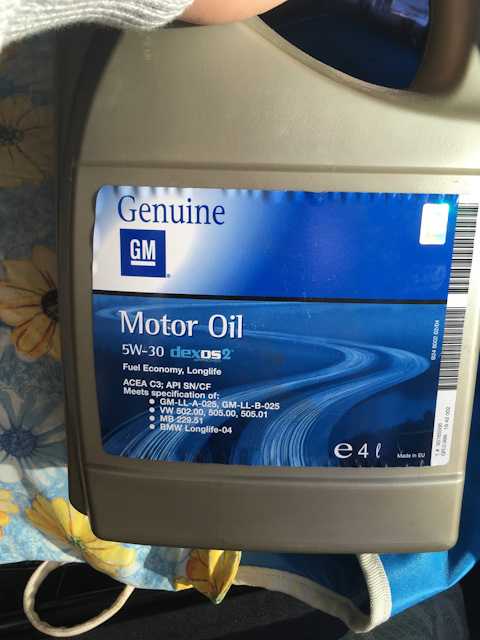 Genuine
GM
Motor Oil
5W-30 dexos2
Fuel Economy, Longlife
ACEA C3; API SN/CF
Meets specification of:
● GM-LL-A-025, GM-LL-B-025
● VW 502.00, 505.00, 505.01
● MB 229.51
● BMW Longlife-04
e 4 ℓ
Made in EU